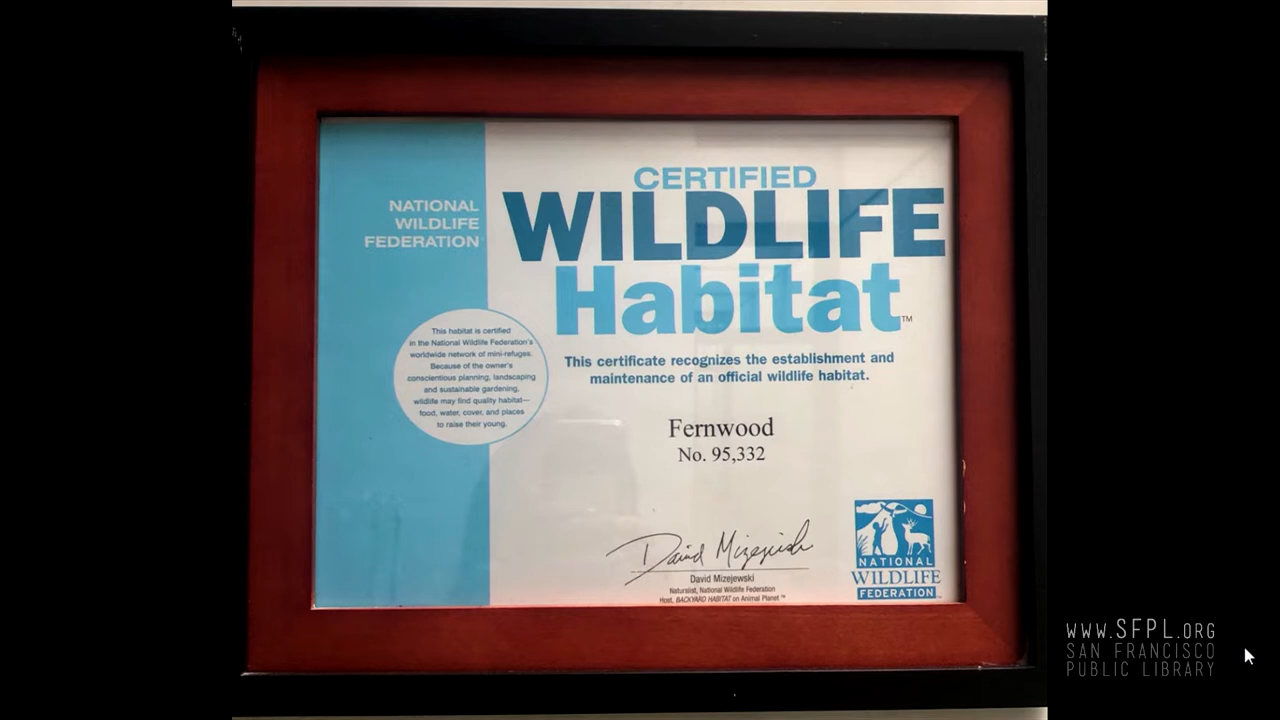 NATIONAL
WILDLIFE
FEDERATION
CERTIFIED
WILDLIFE
Habitat™
This habitat is certified
in the National Wildlife Federation's
worldwide network of mini-refuges.
Because of the owner's
conscientious planning, landscaping
and sustainable gardening,
wildlife may find quality habitat—
food, water, cover, and places
to raise their young.
This certificate recognizes the establishment and
maintenance of an official wildlife habitat.
Fernwood
No. 95,332
David Mizejewski
David Mizejewski
Naturalist, National Wildlife Federation
Host, BACKYARD HABITAT on Animal Planet™
NATIONAL
WILDLIFE
FEDERATION
WWW.SFPL.ORG
SAN FRANCISCO
PUBLIC LIBRARY